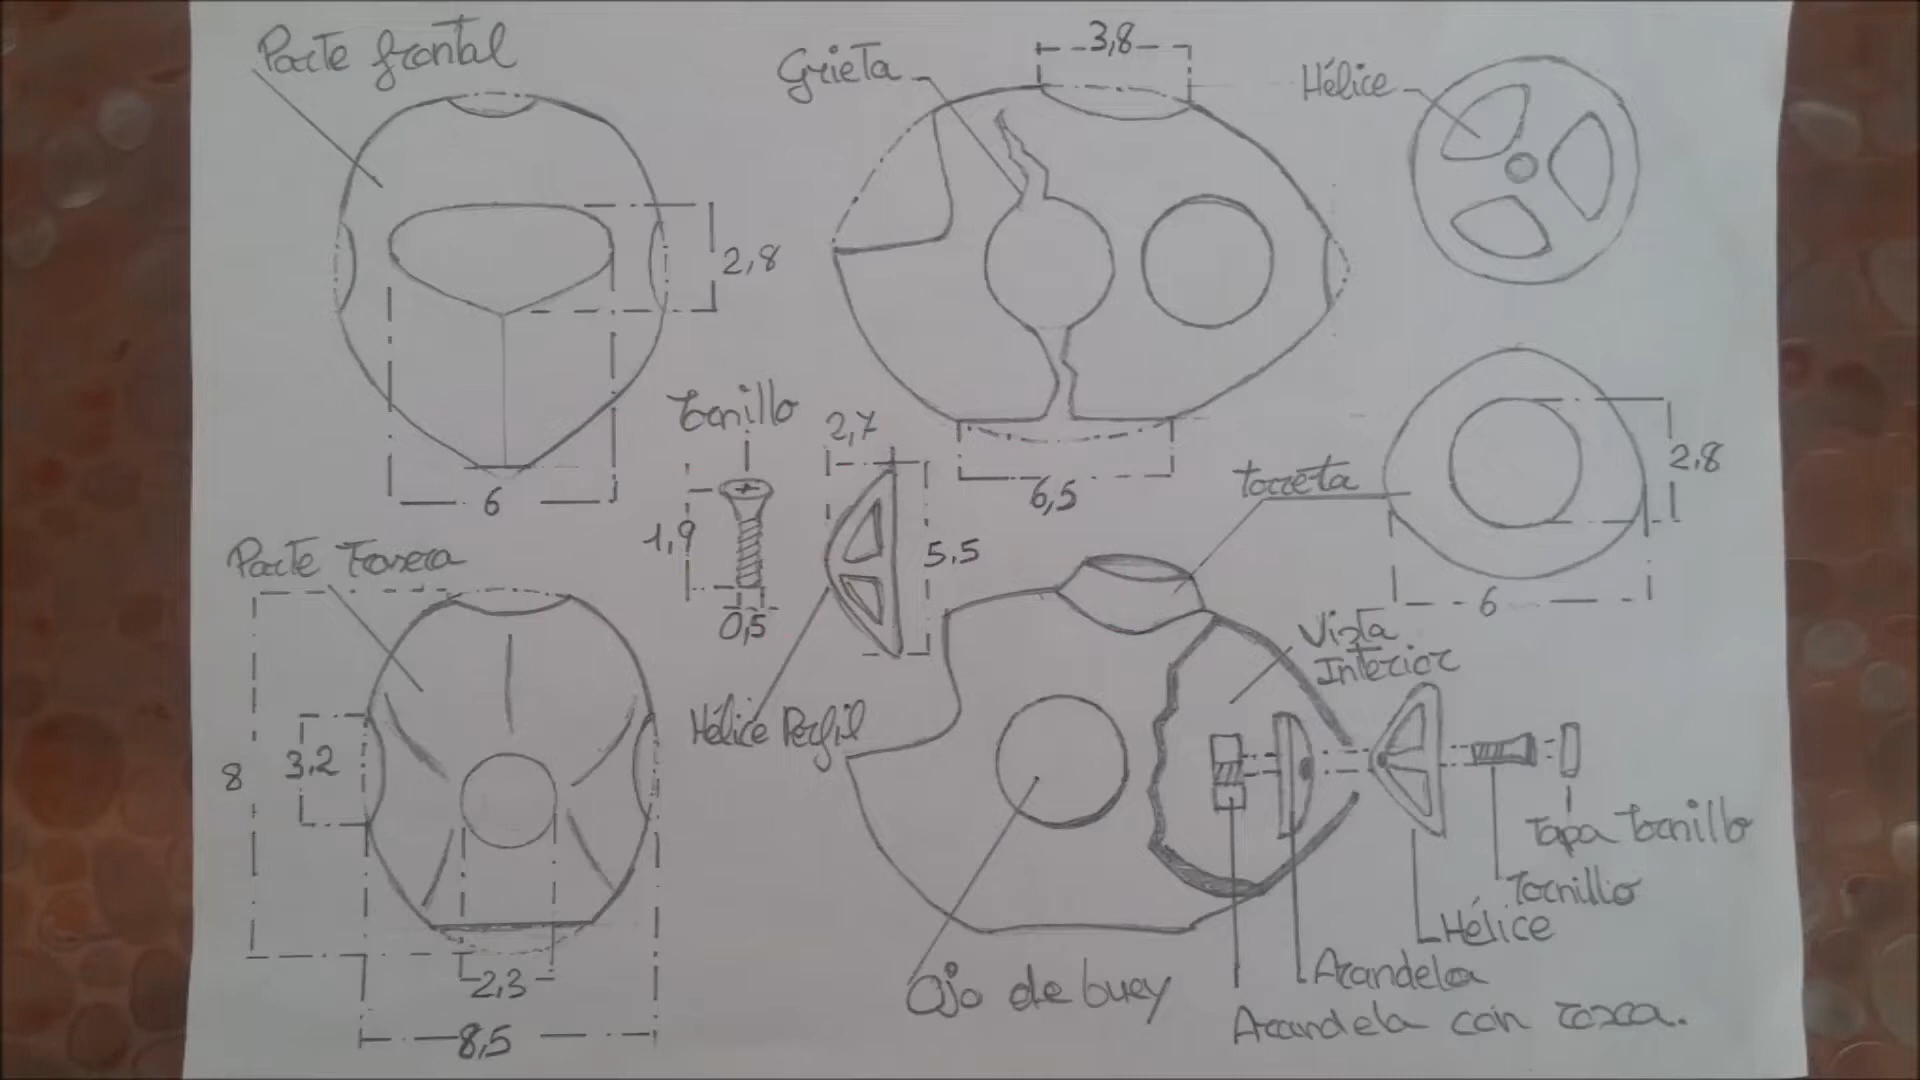 Parte frontal
2,8
6
Grieta
3,8
6,5
Hélice
Tornillo
1,9
0,5
2,7
5,5
Hélice Perfil
torreta
2,8
6
Parte Trasera
8
3,2
2,3
8,5
Vista
Interior
Ojo de buey
Tapa Tornillo
Tornillo
Hélice
Arandela
Arandela con rosca.